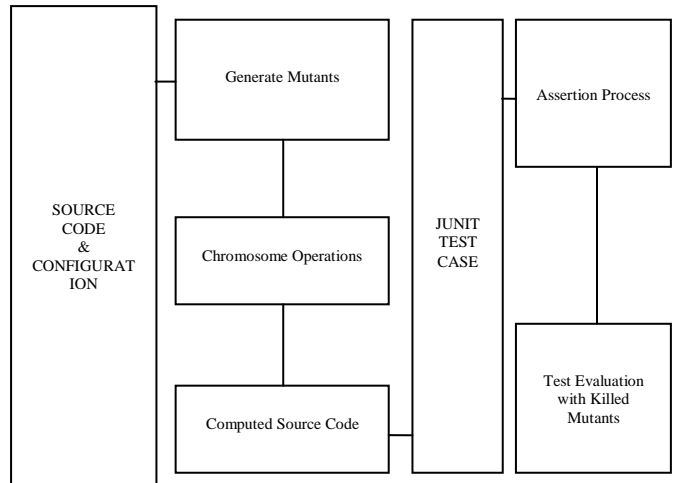 SOURCE
CODE
&
CONFIGURAT
ION
Generate Mutants
Chromosome Operations
Computed Source Code
JUNIT
TEST
CASE
Assertion Process
Test Evaluation
with Killed
Mutants